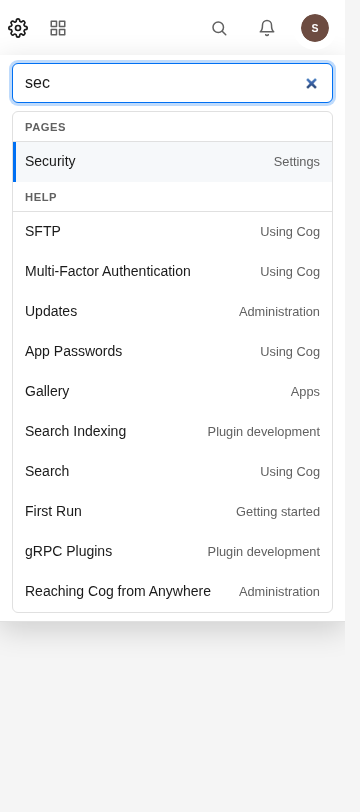 S
sec
PAGES
Security Settings
HELP
SFTP Using Cog
Multi-Factor Authentication Using Cog
Updates Administration
App Passwords Using Cog
Gallery Apps
Search Indexing Plugin development
Search Using Cog
First Run Getting started
gRPC Plugins Plugin development
Reaching Cog from Anywhere Administration